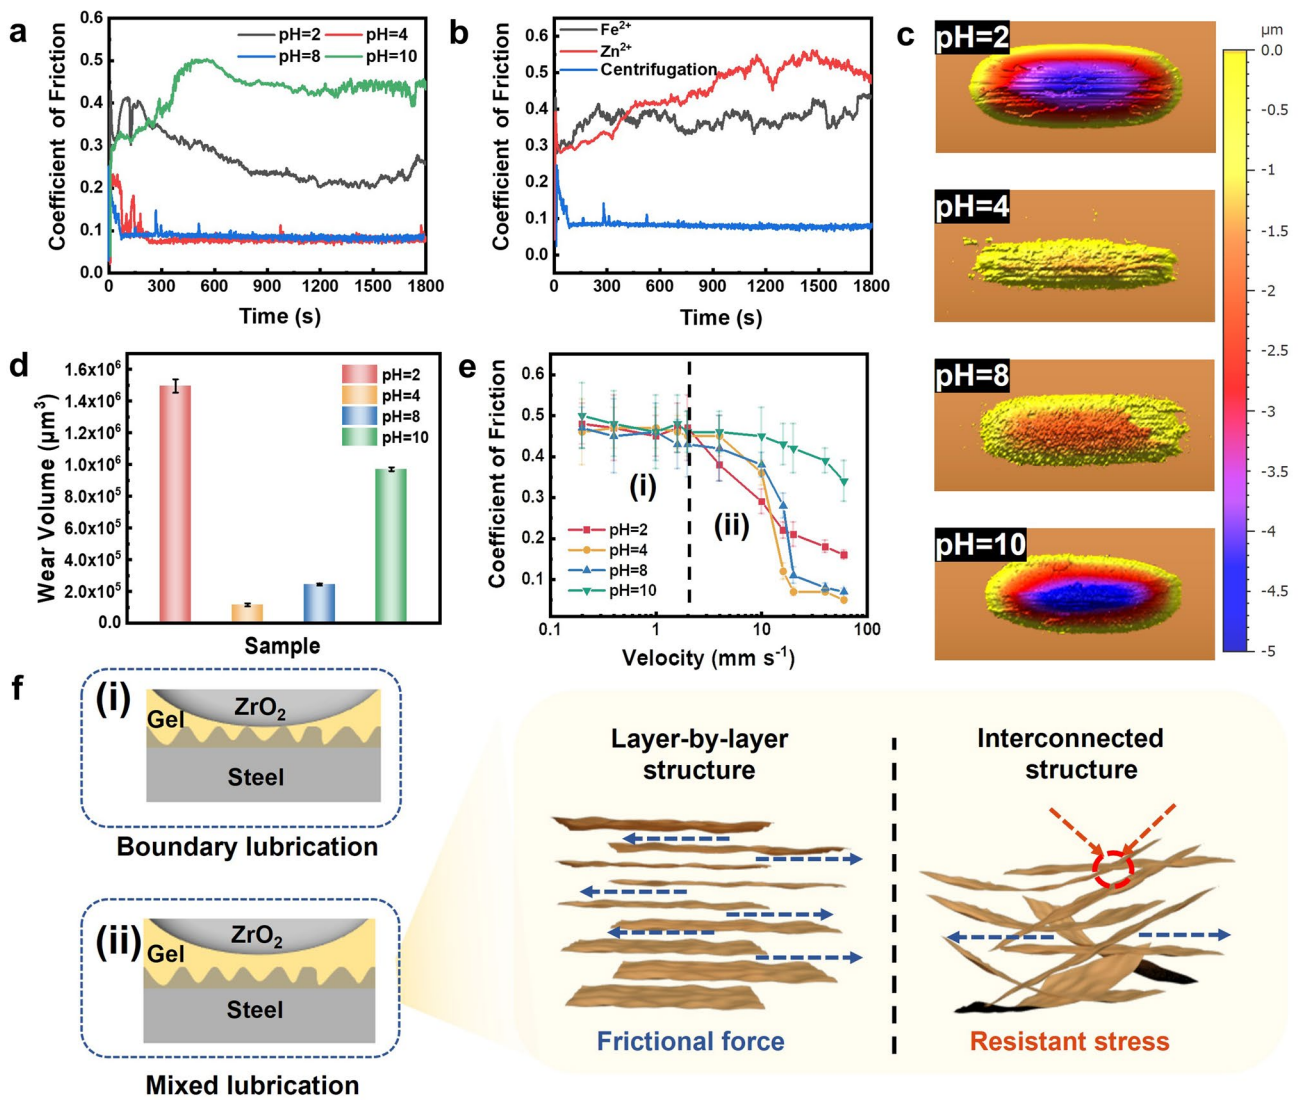 a
0.6
0.5
0.4
0.3
0.2
0.1
0.0
Coefficient of Friction
pH=2
pH=4
pH=8
pH=10
0
300
600
900
1200
1500
1800
Time (s)
b
0.6
0.5
0.4
0.3
0.2
0.1
0.0
Coefficient of Friction
Fe²⁺
Zn²⁺
Centrifugation
0
300
600
900
1200
1500
1800
Time (s)
c
pH=2
pH=4
pH=8
pH=10
µm
0.0
-0.5
-1
-1.5
-2
-2.5
-3
-3.5
-4
-4.5
-5
d
1.6x10⁶
1.4x10⁶
1.2x10⁶
1.0x10⁶
8.0x10⁵
6.0x10⁵
4.0x10⁵
2.0x10⁵
0.0
Wear Volume (µm³)
pH=2
pH=4
pH=8
pH=10
Sample
e
0.6
0.5
0.4
0.3
0.2
0.1
Coefficient of Friction
(i)
(ii)
pH=2
pH=4
pH=8
pH=10
0.1
1
10
100
Velocity (mm s⁻¹)
f
(i)
ZrO₂
Gel
Steel
Boundary lubrication
(ii)
ZrO₂
Gel
Steel
Mixed lubrication
Layer-by-layer
structure
Frictional force
Interconnected
structure
Resistant stress